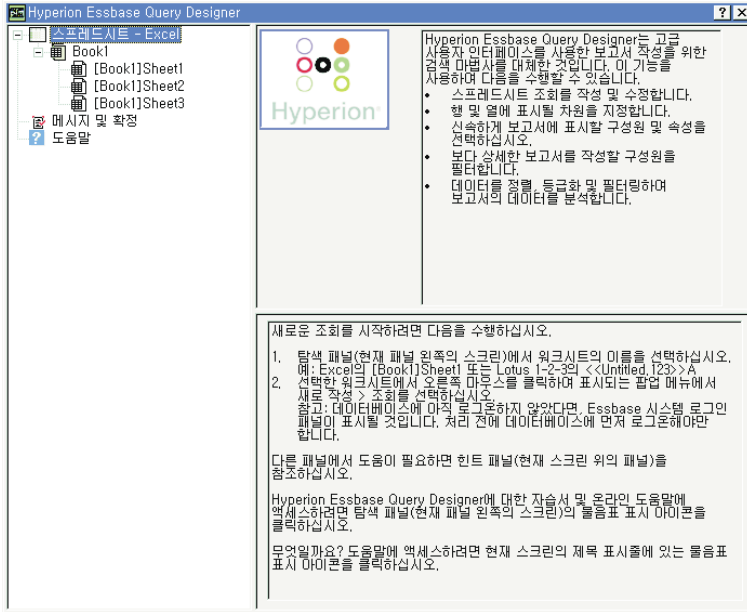 Hyperion Essbase Query Designer
스프레드시트 - Excel
Book1
[Book1]Sheet1
[Book1]Sheet2
[Book1]Sheet3
메시지 및 확정
도움말
Hyperion
Hyperion Essbase Query Designer는 고급
사용자 인터페이스를 사용한 보고서 작성을 위한
검색 마법사를 대체한 것입니다. 이 기능을
사용하여 다음을 수행할 수 있습니다.
• 스프레드시트 조회를 작성 및 수정합니다.
• 행 및 열에 표시될 차원을 지정합니다.
• 신속하게 보고서에 표시할 구성원 및 속성을
선택하십시오.
• 보다 상세한 보고서를 작성할 구성원을
필터합니다.
• 데이터를 정렬, 등급화 및 필터링하여
보고서의 데이터를 분석합니다.
새로운 조회를 시작하려면 다음을 수행하십시오.
1. 탐색 패널(현재 패널 왼쪽의 스크린)에서 워크시트의 이름을 선택하십시오.
예: Excel의 [Book1]Sheet1 또는 Lotus 1-2-3의 <<Untitled.123>>A
2. 선택한 워크시트에서 오른쪽 마우스를 클릭하여 표시되는 팝업 메뉴에서
새로 작성 > 조회를 선택하십시오.
참고: 데이터베이스에 아직 로그온하지 않았다면, Essbase 시스템 로그인
패널이 표시될 것입니다. 처리 전에 데이터베이스에 먼저 로그온해야만
합니다.
다른 패널에서 도움이 필요하면 힌트 패널(현재 스크린 위의 패널)을
참조하십시오.
Hyperion Essbase Query Designer에 대한 자습서 및 온라인 도움말에
액세스하려면 탐색 패널(현재 패널 왼쪽의 스크린)의 물음표 표시 아이콘을
클릭하십시오.
무엇일까요? 도움말에 액세스하려면 현재 스크린의 제목 표시줄에 있는 물음표
표시 아이콘을 클릭하십시오.